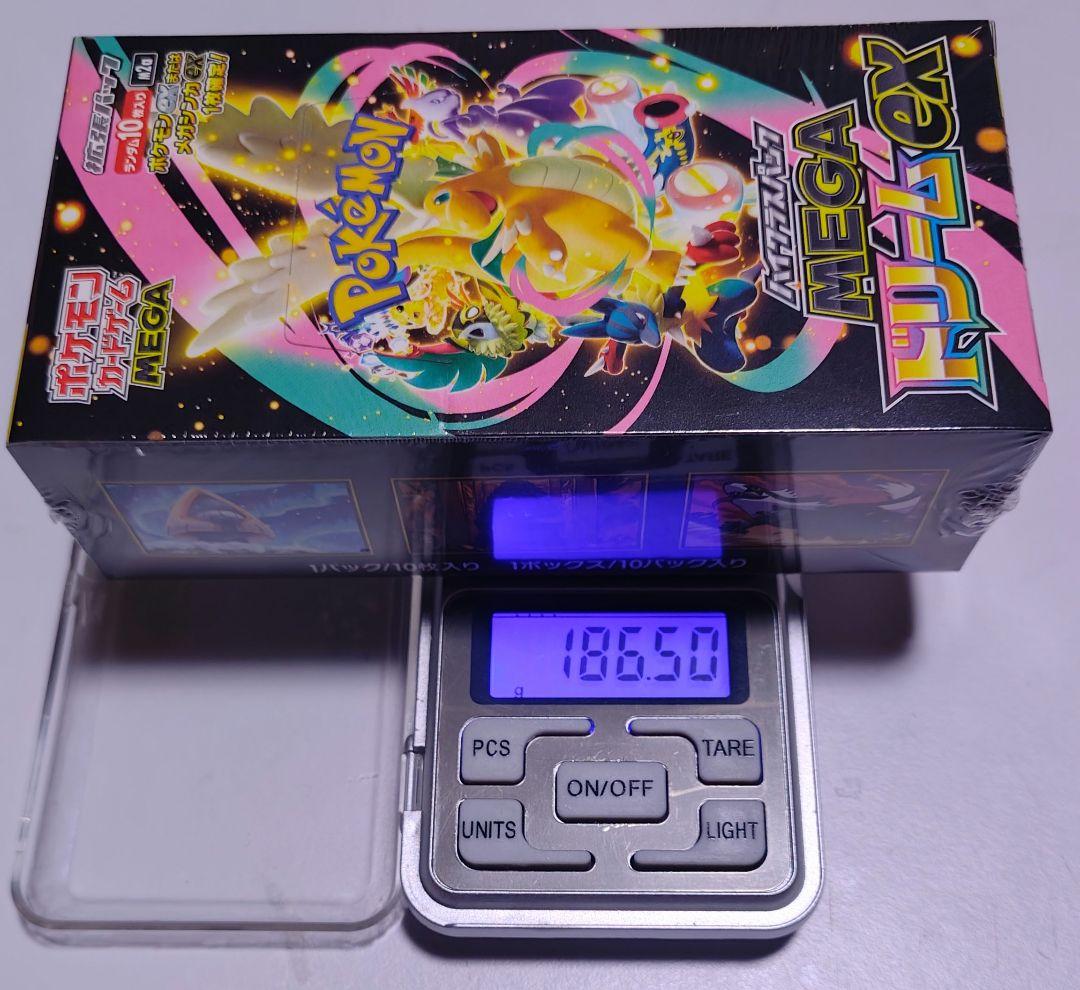 拡張パック
m2a
ランダム10枚入り
ポケモンexまたは
メガシンカex
1枚確定!
POKÉMON
ハイクラスパック
MEGA
ドリームex
ポケモン
カードゲーム
MEGA
1パック/10枚入り 1ボックス/10パック入り
186.50
g
PCS
TARE
ON/OFF
UNITS
LIGHT